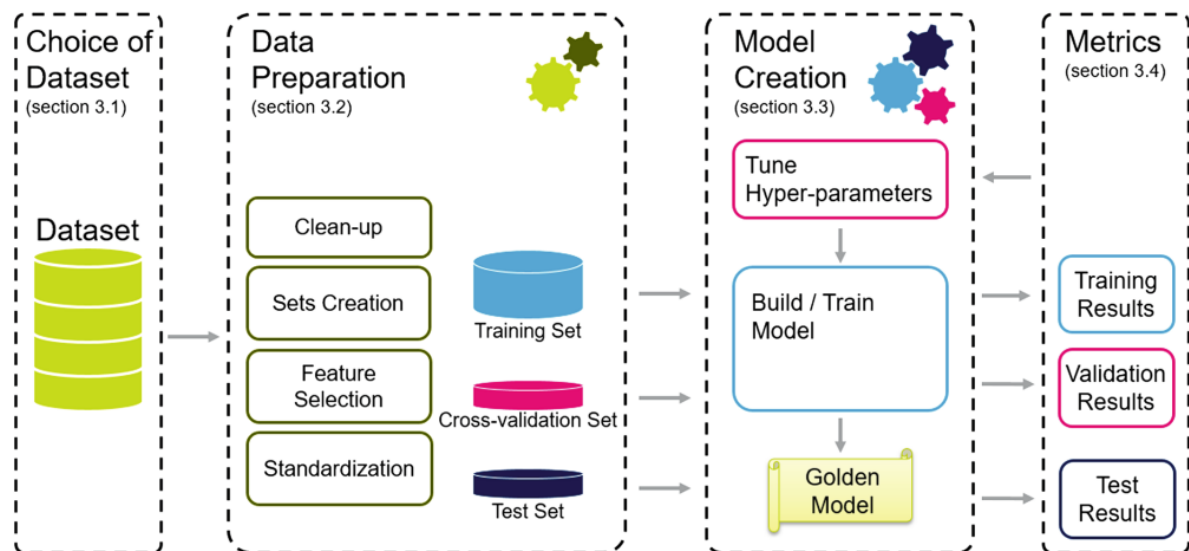 Choice of
Dataset
(section 3.1)
Dataset
Data
Preparation
(section 3.2)
Clean-up
Sets Creation
Feature
Selection
Standardization
Training Set
Cross-validation Set
Test Set
Model
Creation
(section 3.3)
Tune
Hyper-parameters
Build / Train
Model
Golden
Model
Metrics
(section 3.4)
Training
Results
Validation
Results
Test
Results